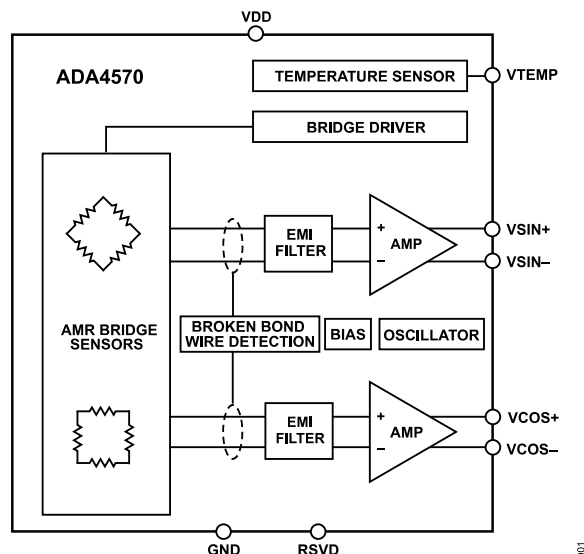 VDD
ADA4570
TEMPERATURE SENSOR
VTEMP
BRIDGE DRIVER
EMI
FILTER
+
–
AMP
VSIN+
VSIN–
AMR BRIDGE
SENSORS
BROKEN BOND
WIRE DETECTION
BIAS
OSCILLATOR
EMI
FILTER
+
–
AMP
VCOS+
VCOS–
GND
RSVD
001